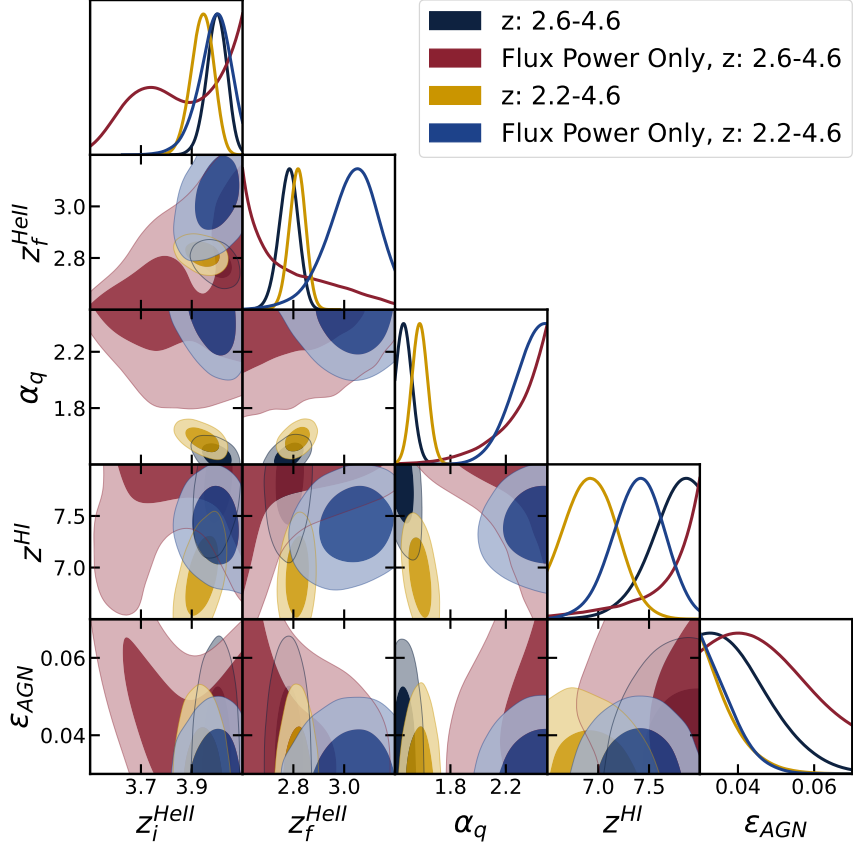 z: 2.6-4.6
Flux Power Only, z: 2.6-4.6
z: 2.2-4.6
Flux Power Only, z: 2.2-4.6
z_f^{HeII}
3.0
2.8
α_q
2.2
1.8
z^{HI}
7.5
7.0
ε_{AGN}
0.06
0.04
3.7 3.9 2.8 3.0 1.8 2.2 7.0 7.5 0.04 0.06
z_i^{HeII} z_f^{HeII} α_q z^{HI} ε_{AGN}